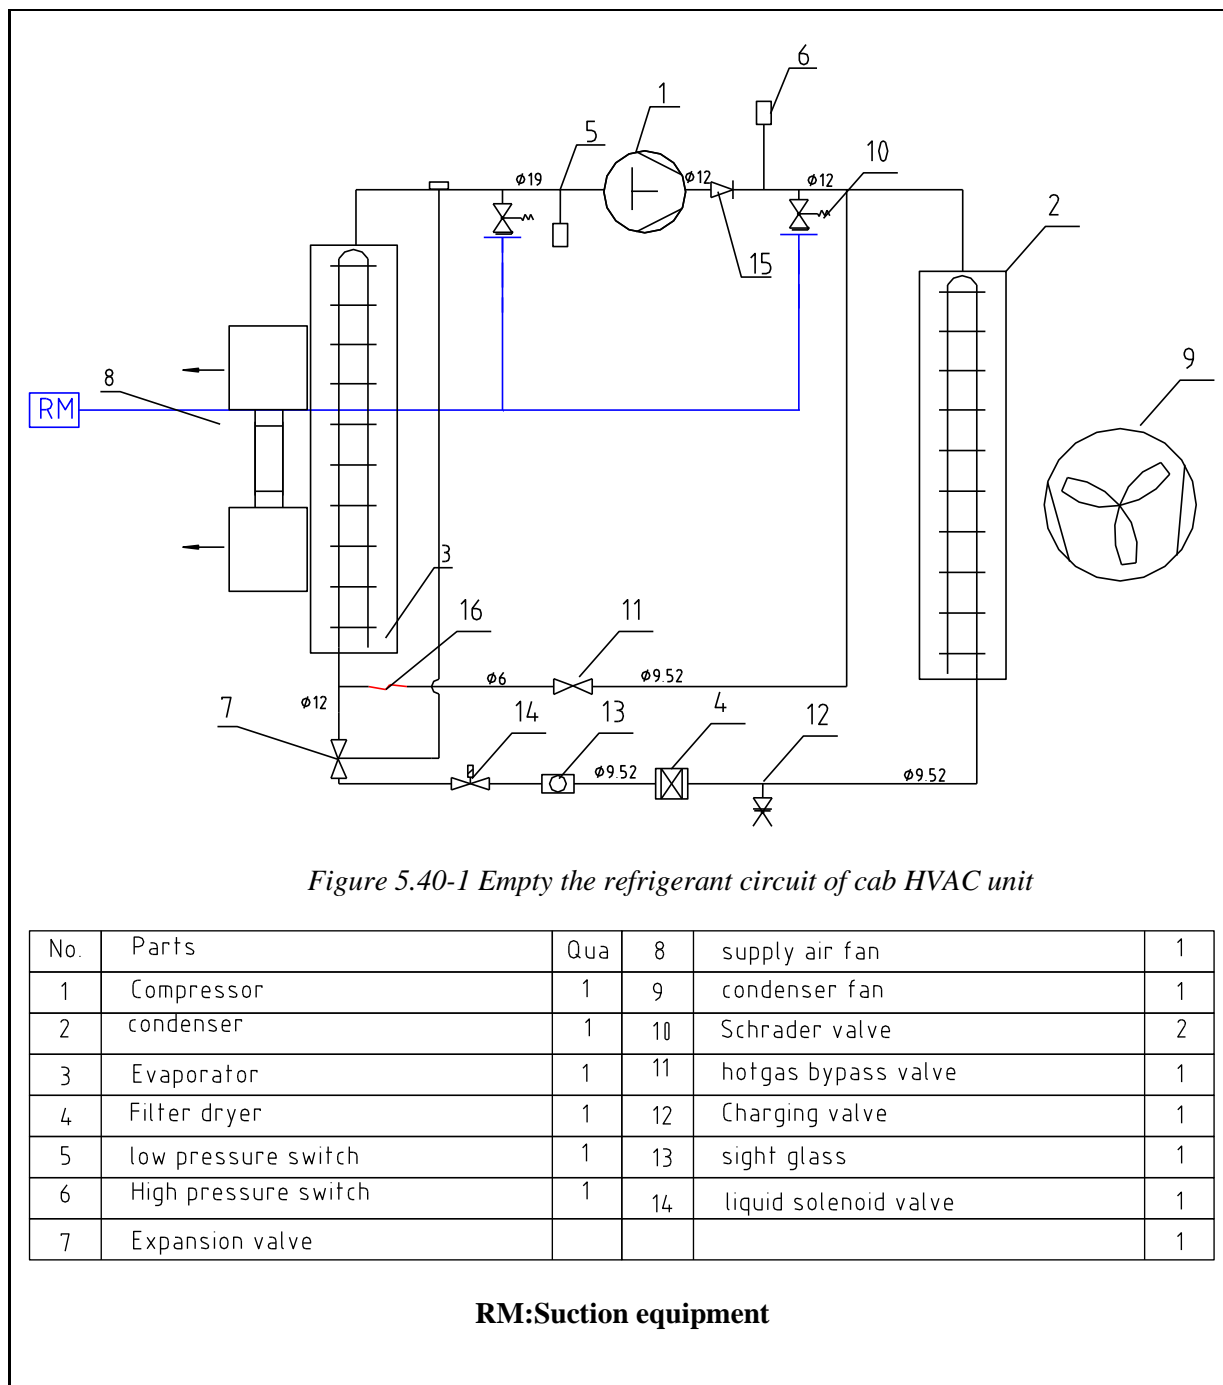 6
1
5
10
Ø19
Ø12
Ø12
2
15
9
8
RM
3
16
11
Ø6
Ø9.52
Ø12
7
14
13
4
12
Ø9.52
Ø9.52
Figure 5.40-1 Empty the refrigerant circuit of cab HVAC unit
No. Parts Qua 8 supply air fan 1
1 Compressor 1 9 condenser fan 1
2 condenser 1 10 Schrader valve 2
3 Evaporator 1 11 hotgas bypass valve 1
4 Filter dryer 1 12 Charging valve 1
5 low pressure switch 1 13 sight glass 1
6 High pressure switch 1 14 liquid solenoid valve 1
7 Expansion valve 1
RM:Suction equipment